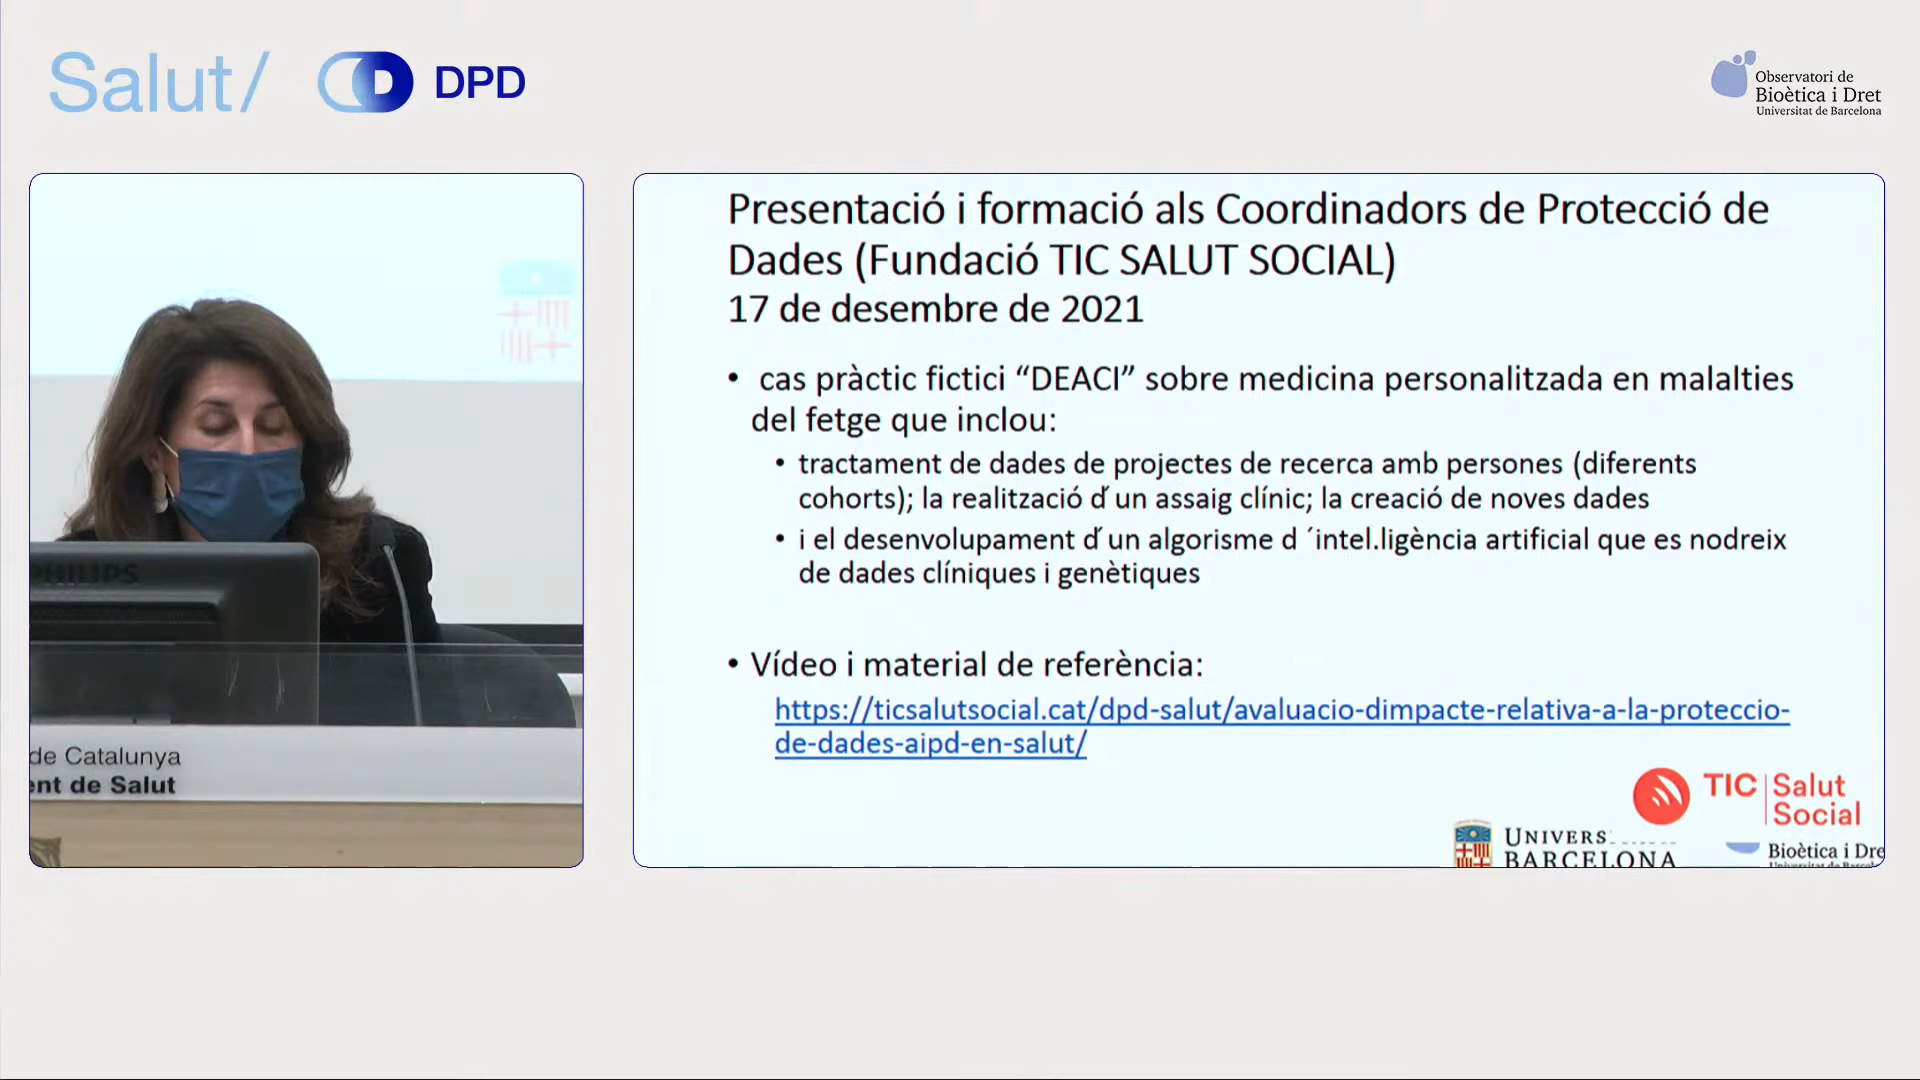 Salut/
DPD
Observatori de
Bioètica i Dret
Universitat de Barcelona
Presentació i formació als Coordinadors de Protecció de
Dades (Fundació TIC SALUT SOCIAL)
17 de desembre de 2021
• cas pràctic fictici “DEACI” sobre medicina personalitzada en malalties
del fetge que inclou:
• tractament de dades de projectes de recerca amb persones (diferents
cohorts); la realització d´un assaig clínic; la creació de noves dades
• i el desenvolupament d´un algorisme d ´intel.ligència artificial que es nodreix
de dades clíniques i genètiques
• Vídeo i material de referència:
https://ticsalutsocial.cat/dpd-salut/avaluacio-dimpacte-relativa-a-la-proteccio-
de-dades-aipd-en-salut/
TIC Salut
Social
UNIVERS
BARCELONA
Bioètica i Dre
PHILIPS
de Catalunya
ent de Salut